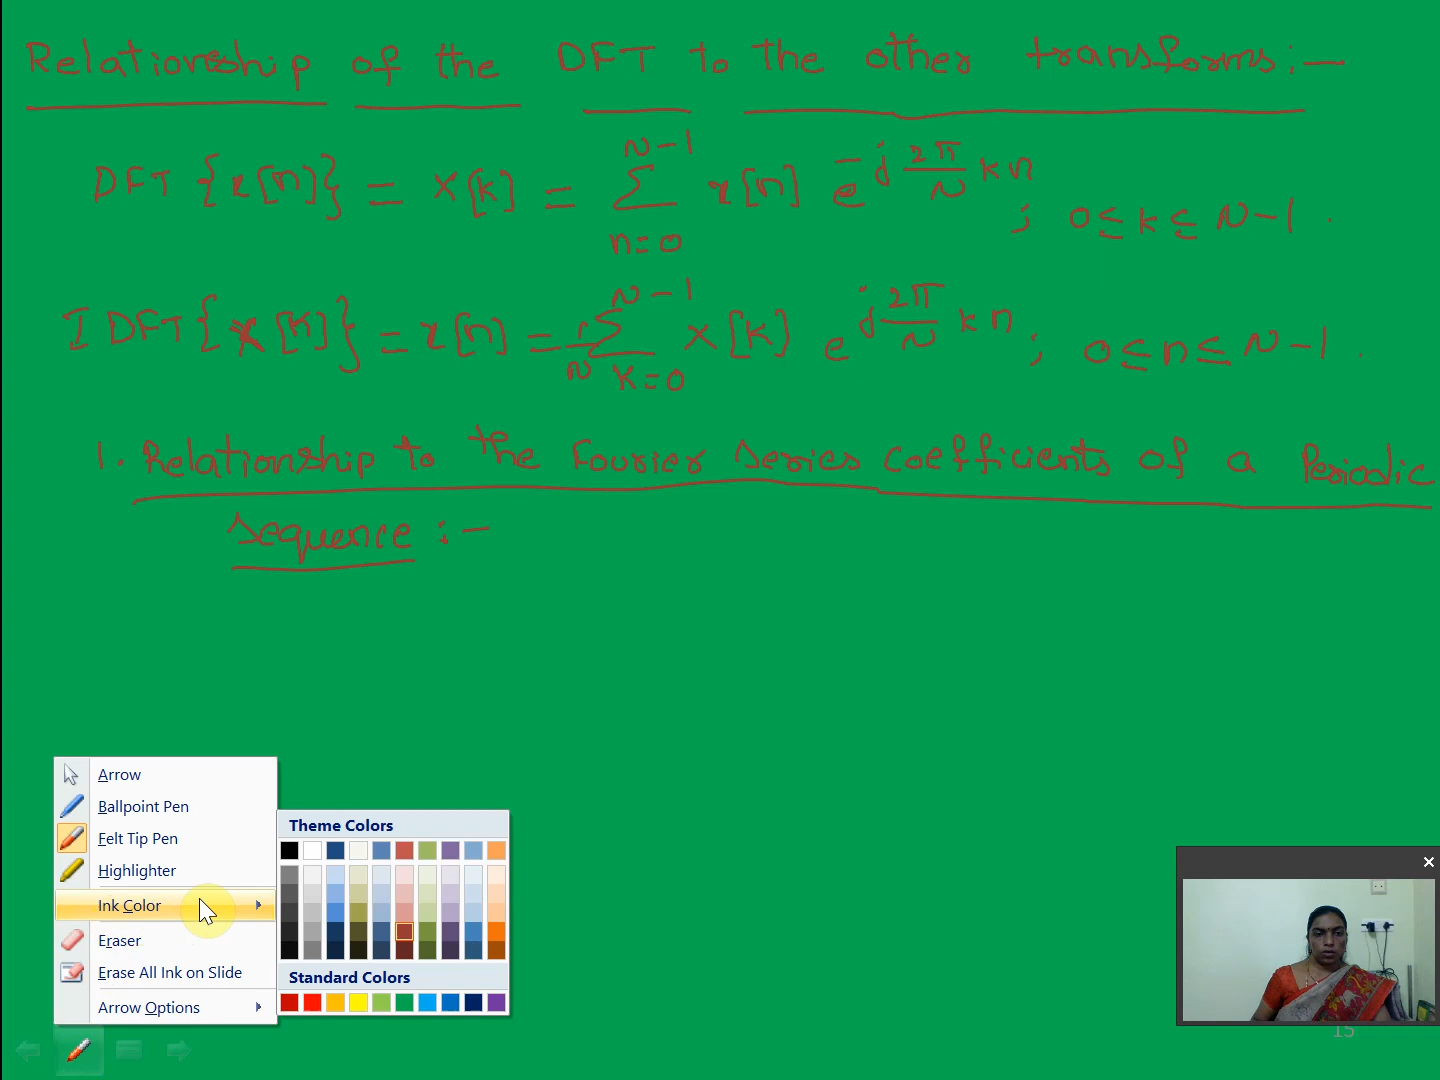 Relationship of the DFT to the other transforms:-
DFT {x[n]} = X[k] = N-1 Σ n=0 x[n] e^-j 2π/N kn ; 0≤k≤N-1.
IDFT{X[k]} = x[n] = 1/N N-1 Σ k=0 X[k] e^j 2π/N kn ; 0≤n≤N-1.
1. Relationship to the Fourier Series coefficients of a Periodic
Sequence :-
Arrow
Ballpoint Pen
Felt Tip Pen
Highlighter
Ink Color
Eraser
Erase All Ink on Slide
Arrow Options
Theme Colors
Standard Colors
15